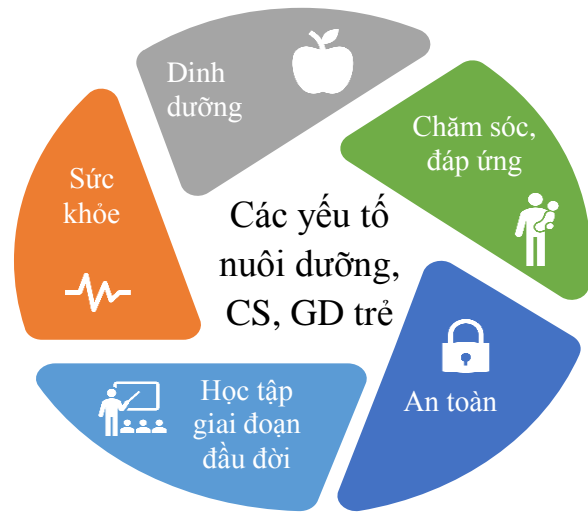 Dinh
dưỡng
Chăm sóc,
đáp ứng
Sức
khỏe
Các yếu tố
nuôi dưỡng,
CS, GD trẻ
An toàn
Học tập
giai đoạn
đầu đời